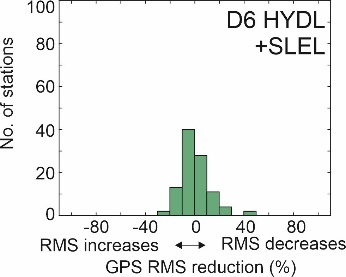 100
D6 HYDL
+SLEL
80
60
40
20
0
No. of stations
-80 -40 0 40 80
RMS increases RMS decreases
GPS RMS reduction (%)